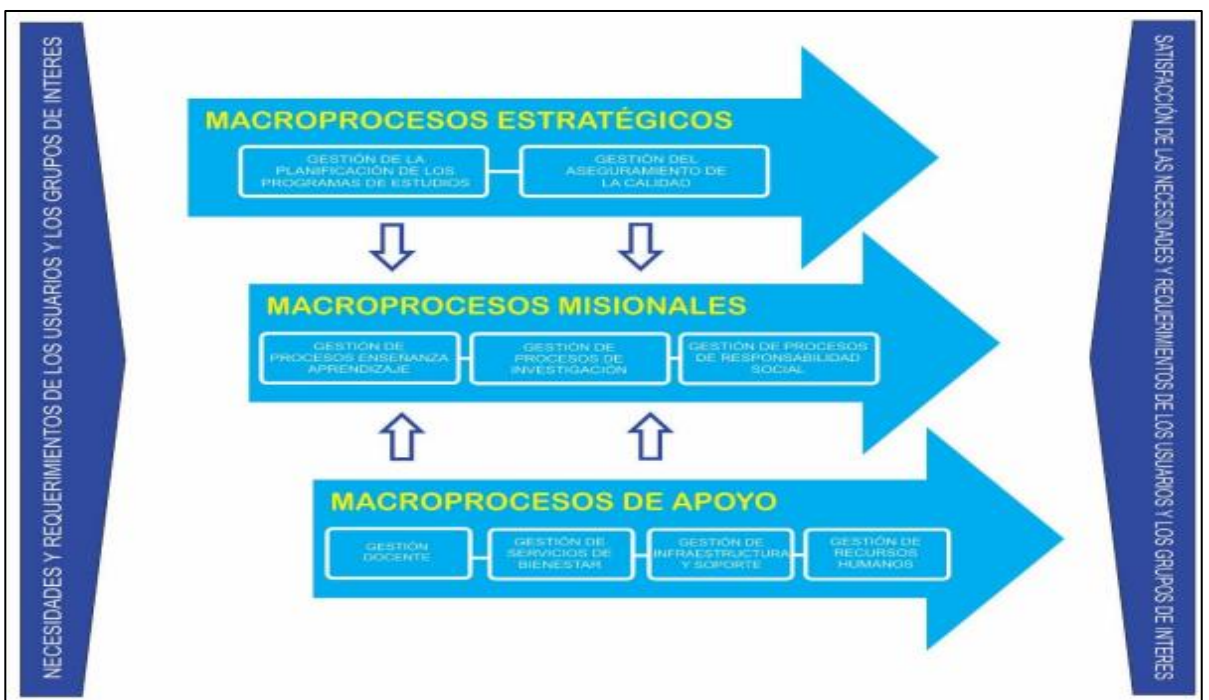 NECESIDADES Y REQUERIMIENTOS DE LOS USUARIOS Y LOS GRUPOS DE INTERES
MACROPROCESOS ESTRATÉGICOS
GESTIÓN DE LA
PLANIFICACIÓN DE LOS
PROGRAMAS DE ESTUDIOS
GESTIÓN DEL
ASEGURAMIENTO DE
LA CALIDAD
MACROPROCESOS MISIONALES
GESTIÓN DE
PROCESOS ENSEÑANZA
APRENDIZAJE
GESTIÓN DE
PROCESOS DE
INVESTIGACIÓN
GESTIÓN DE PROCESOS
DE RESPONSABILIDAD
SOCIAL
MACROPROCESOS DE APOYO
GESTIÓN
DOCENTE
GESTIÓN DE
SERVICIOS DE
BIENESTAR
GESTIÓN DE
INFRAESTRUCTURA
Y SOPORTE
GESTIÓN DE
RECURSOS
HUMANOS
SATISFACCIÓN DE LAS NECESIDADES Y REQUERIMIENTOS DE LOS USUARIOS Y LOS GRUPOS DE INTERES